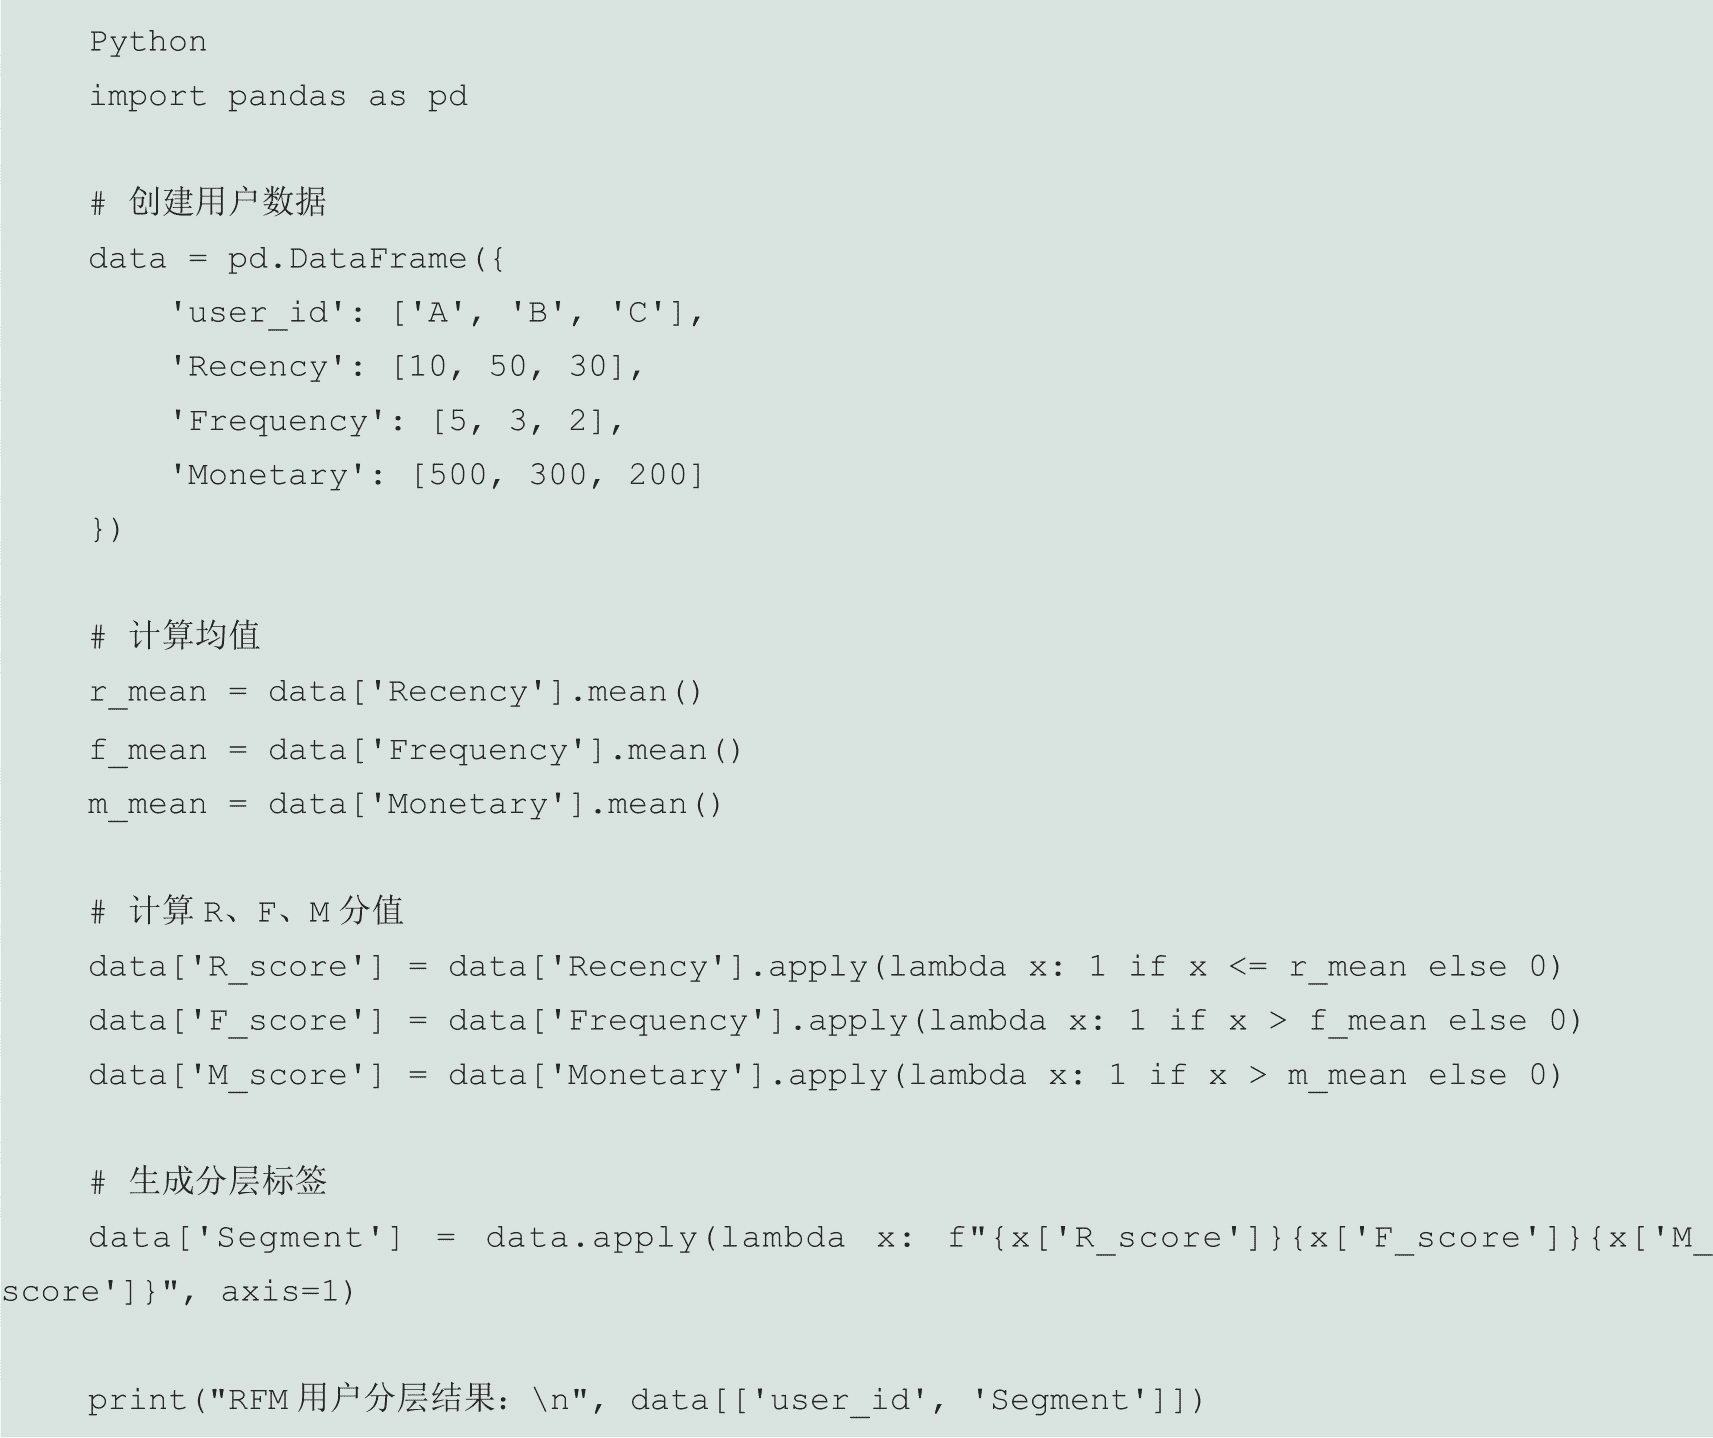 Python
import pandas as pd
# 创建用户数据
data = pd.DataFrame({
    'user_id': ['A', 'B', 'C'],
    'Recency': [10, 50, 30],
    'Frequency': [5, 3, 2],
    'Monetary': [500, 300, 200]
})
# 计算均值
r_mean = data['Recency'].mean()
f_mean = data['Frequency'].mean()
m_mean = data['Monetary'].mean()
# 计算 R、F、M 分值
data['R_score'] = data['Recency'].apply(lambda x: 1 if x <= r_mean else 0)
data['F_score'] = data['Frequency'].apply(lambda x: 1 if x > f_mean else 0)
data['M_score'] = data['Monetary'].apply(lambda x: 1 if x > m_mean else 0)
# 生成分层标签
data['Segment'] = data.apply(lambda x: f"{x['R_score']}{x['F_score']}{x['M_
score']}", axis=1)
print("RFM 用户分层结果：\n", data[['user_id', 'Segment']])